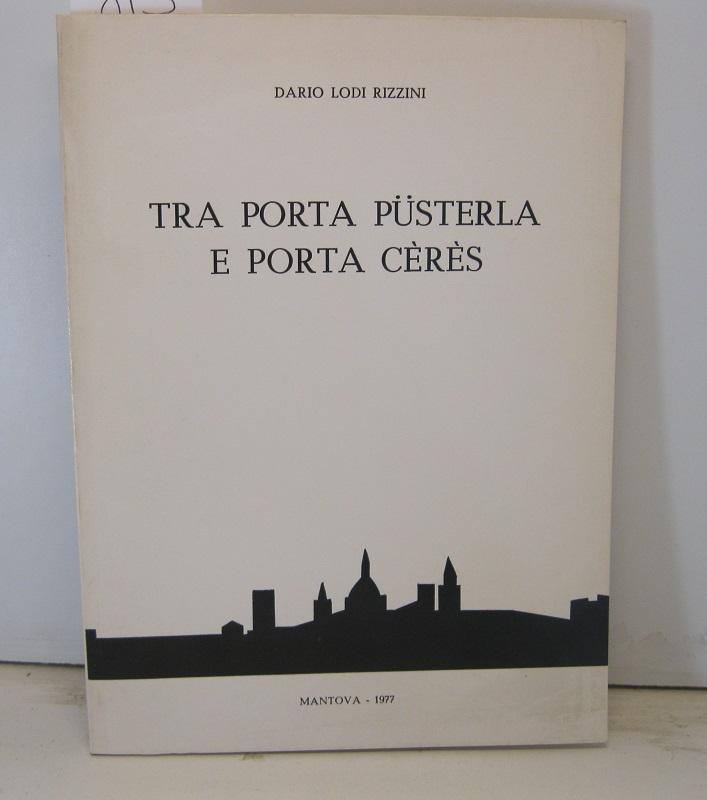 DARIO LODI RIZZINI
TRA PORTA PÜSTERLA
E PORTA CÈRÈS
MANTOVA - 1977